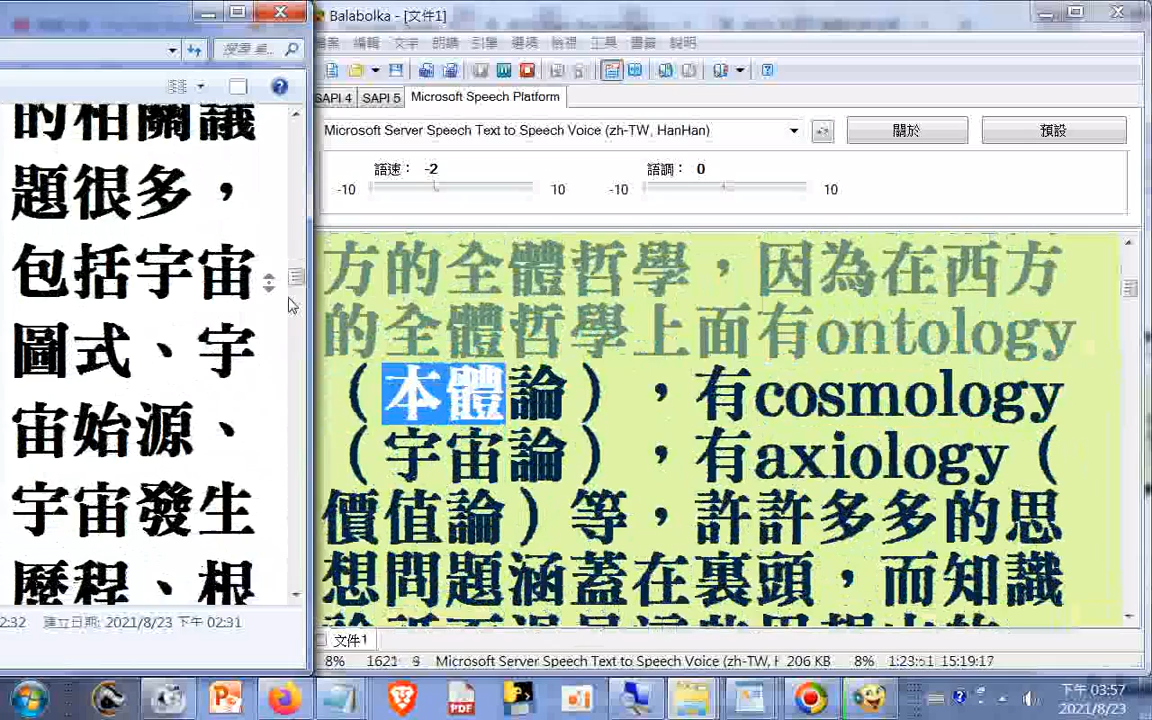 的相關議
題很多，
包括宇宙
圖式、宇
宙始源、
宇宙發生
歷程、根
2:32 建立日期: 2021/8/23 下午 02:31
Balabolka - [文件1]
檔案 編輯 文字 朗讀 引擎 選項 檢視 工具 書籤 說明
SAPI 4 SAPI 5 Microsoft Speech Platform
Microsoft Server Speech Text to Speech Voice (zh-TW, HanHan) 關於 預設
語速： -2 語調： 0
-10 10 -10 10
方的全體哲學，因為在西方
的全體哲學上面有ontology
（本體論），有cosmology
（宇宙論），有axiology（
價值論）等，許許多多的思
想問題涵蓋在裏頭，而知識
文件1
8% 1621: 9 Microsoft Server Speech Text to Speech Voice (zh-TW, H 206 KB 8% 1:23:51 15:19:17
PDF
下午 03:57
2021/8/23